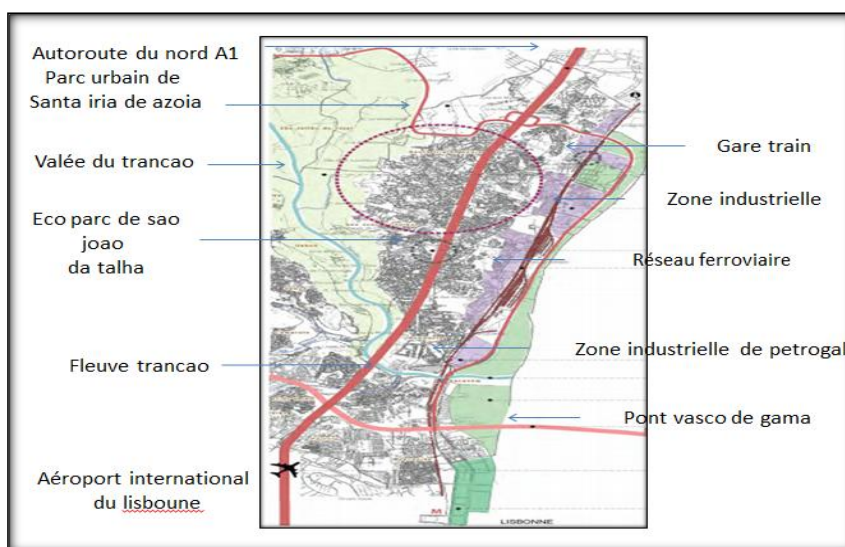 Autoroute du nord A1
Parc urbain de
Santa iria de azoia
Valée du trancao
Eco parc de sao
joao
da talha
Fleuve trancao
Aéroport international
du lisboune
Gare train
Zone industrielle
Réseau ferroviaire
Zone industrielle de petrogal
Pont vasco de gama
M
LISBONNE